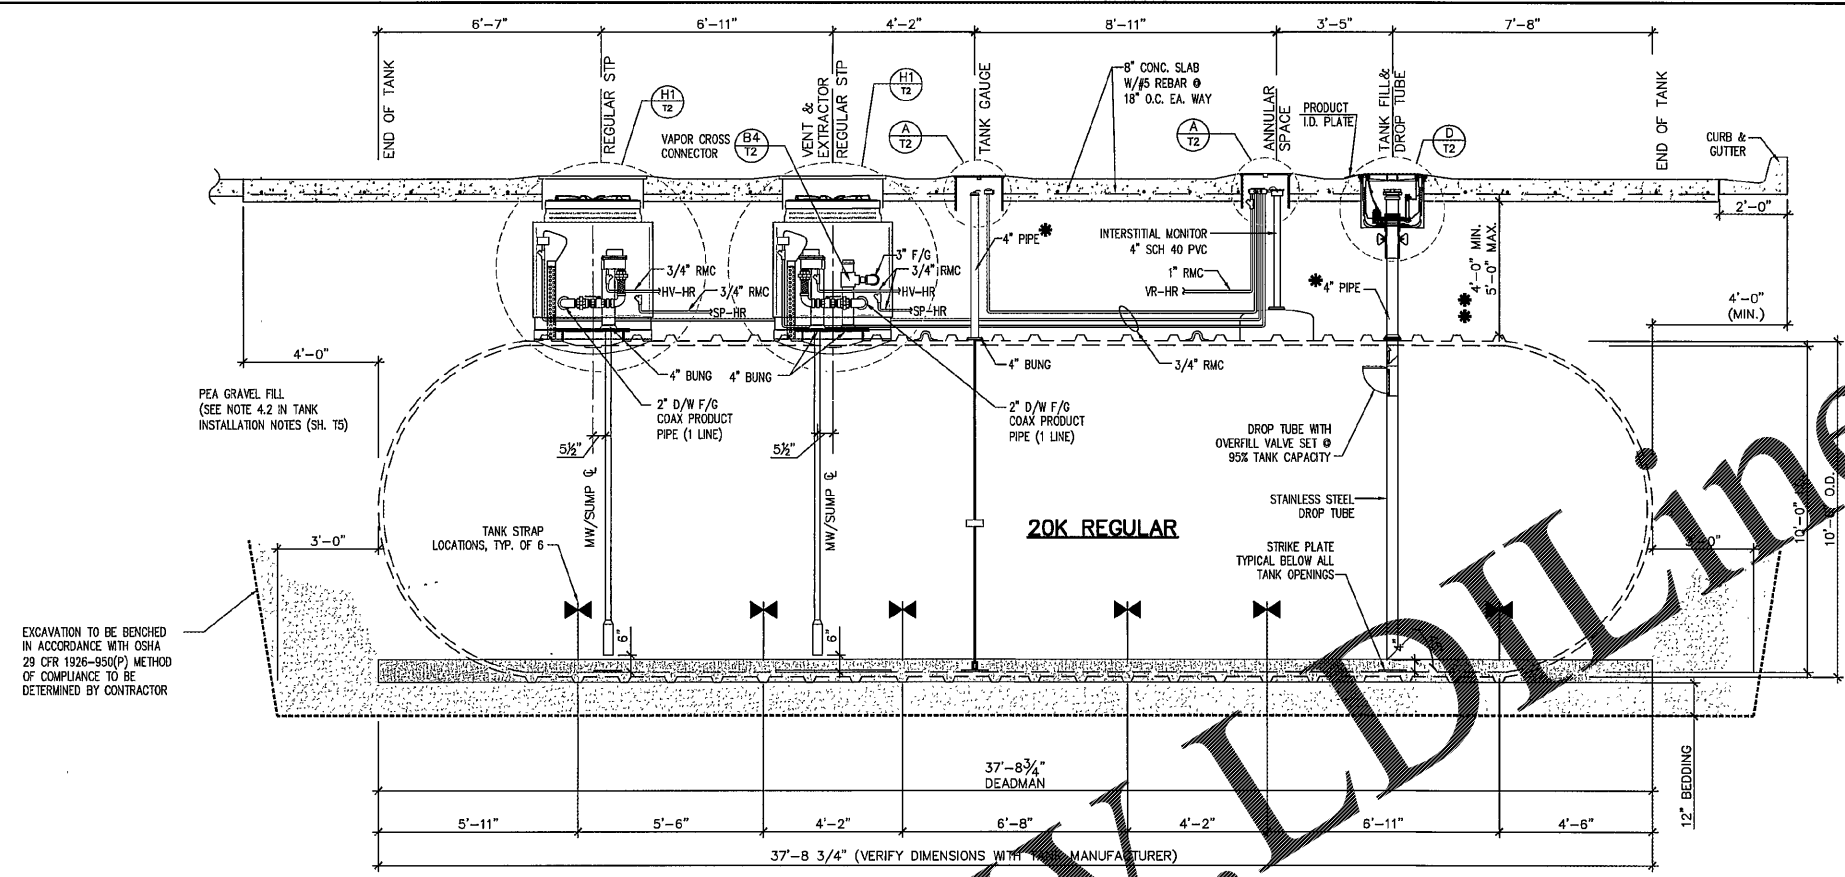 6'-7" 6'-11" 4'-2" 8'-11" 3'-5" 7'-8"
END OF TANK
REGULAR STP
VENT &
EXTRACTOR
REGULAR STP
TANK GAUGE
ANNULAR
SPACE
TANK FILL&
DROP TUBE
END OF TANK
H1
T2
H1
T2
VAPOR CROSS
CONNECTOR
B4
T2
A
T2
8" CONC. SLAB
W/#5 REBAR @
18" O.C. EA. WAY
A
T2
PRODUCT
I.D. PLATE
D
T2
CURB &
GUTTER
2'-0"
4" PIPE*
INTERSTITIAL MONITOR
4" SCH 40 PVC
3/4" RMC
HV-HR
3/4" RMC
SP-HR
3" F/G
3/4" RMC
HV-HR
SP-HR
1" RMC
VR-HR
* 4" PIPE
** 4'-0" MIN.
5'-0" MAX.
4'-0"
(MIN.)
4'-0"
PEA GRAVEL FILL
(SEE NOTE 4.2 IN TANK
INSTALLATION NOTES (SH. T5)
4" BUNG
4" BUNG
4" BUNG
3/4" RMC
2" D/W F/G
COAX PRODUCT
PIPE (1 LINE)
2" D/W F/G
COAX PRODUCT
PIPE (1 LINE)
5½"
5½"
MW/SUMP ℄
MW/SUMP ℄
DROP TUBE WITH
OVERFILL VALVE SET @
95% TANK CAPACITY
STAINLESS STEEL
DROP TUBE
20K REGULAR
TANK STRAP
LOCATIONS, TYP. OF 6
STRIKE PLATE
TYPICAL BELOW ALL
TANK OPENINGS
3'-0"
3'-0"
10'-0"
O.D.
6"
6"
EXCAVATION TO BE BENCHED
IN ACCORDANCE WITH OSHA
29 CFR 1926-950(P) METHOD
OF COMPLIANCE TO BE
DETERMINED BY CONTRACTOR
12" BEDDING
37'-8¾"
DEADMAN
5'-11" 5'-6" 4'-2" 6'-8" 4'-2" 6'-11" 4'-6"
37'-8 3/4" (VERIFY DIMENSIONS WITH TANK MANUFACTURER)